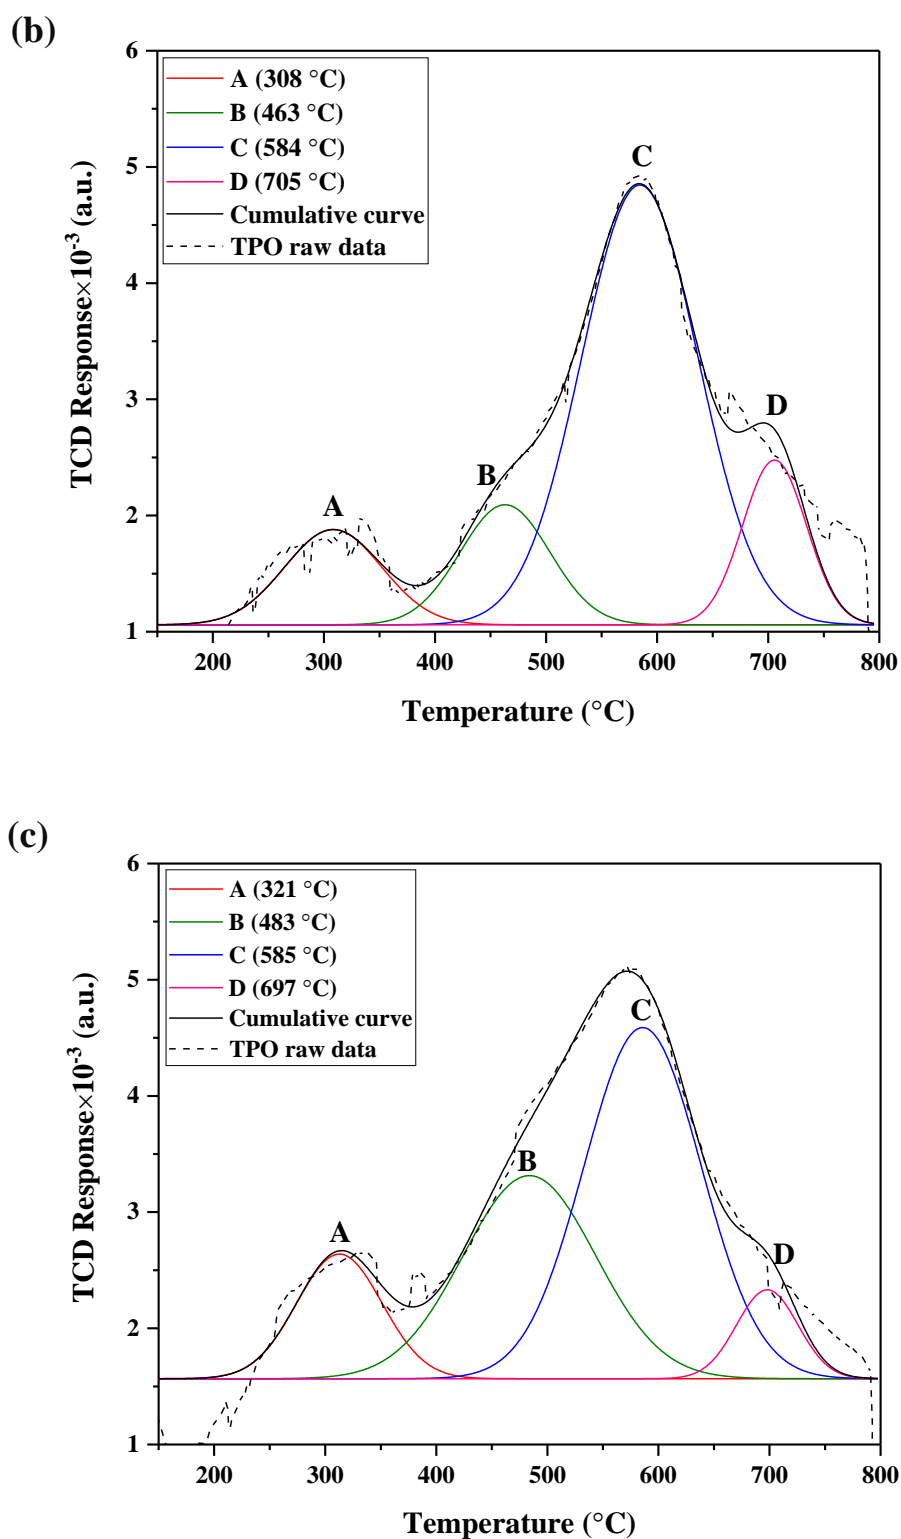 (b)
6
5
4
3
2
1
TCD Response×10⁻³ (a.u.)
A (308 °C)
B (463 °C)
C (584 °C)
D (705 °C)
Cumulative curve
TPO raw data
A
B
C
D
200 300 400 500 600 700 800
Temperature (°C)
(c)
6
5
4
3
2
1
TCD Response×10⁻³ (a.u.)
A (321 °C)
B (483 °C)
C (585 °C)
D (697 °C)
Cumulative curve
TPO raw data
A
B
C
D
200 300 400 500 600 700 800
Temperature (°C)